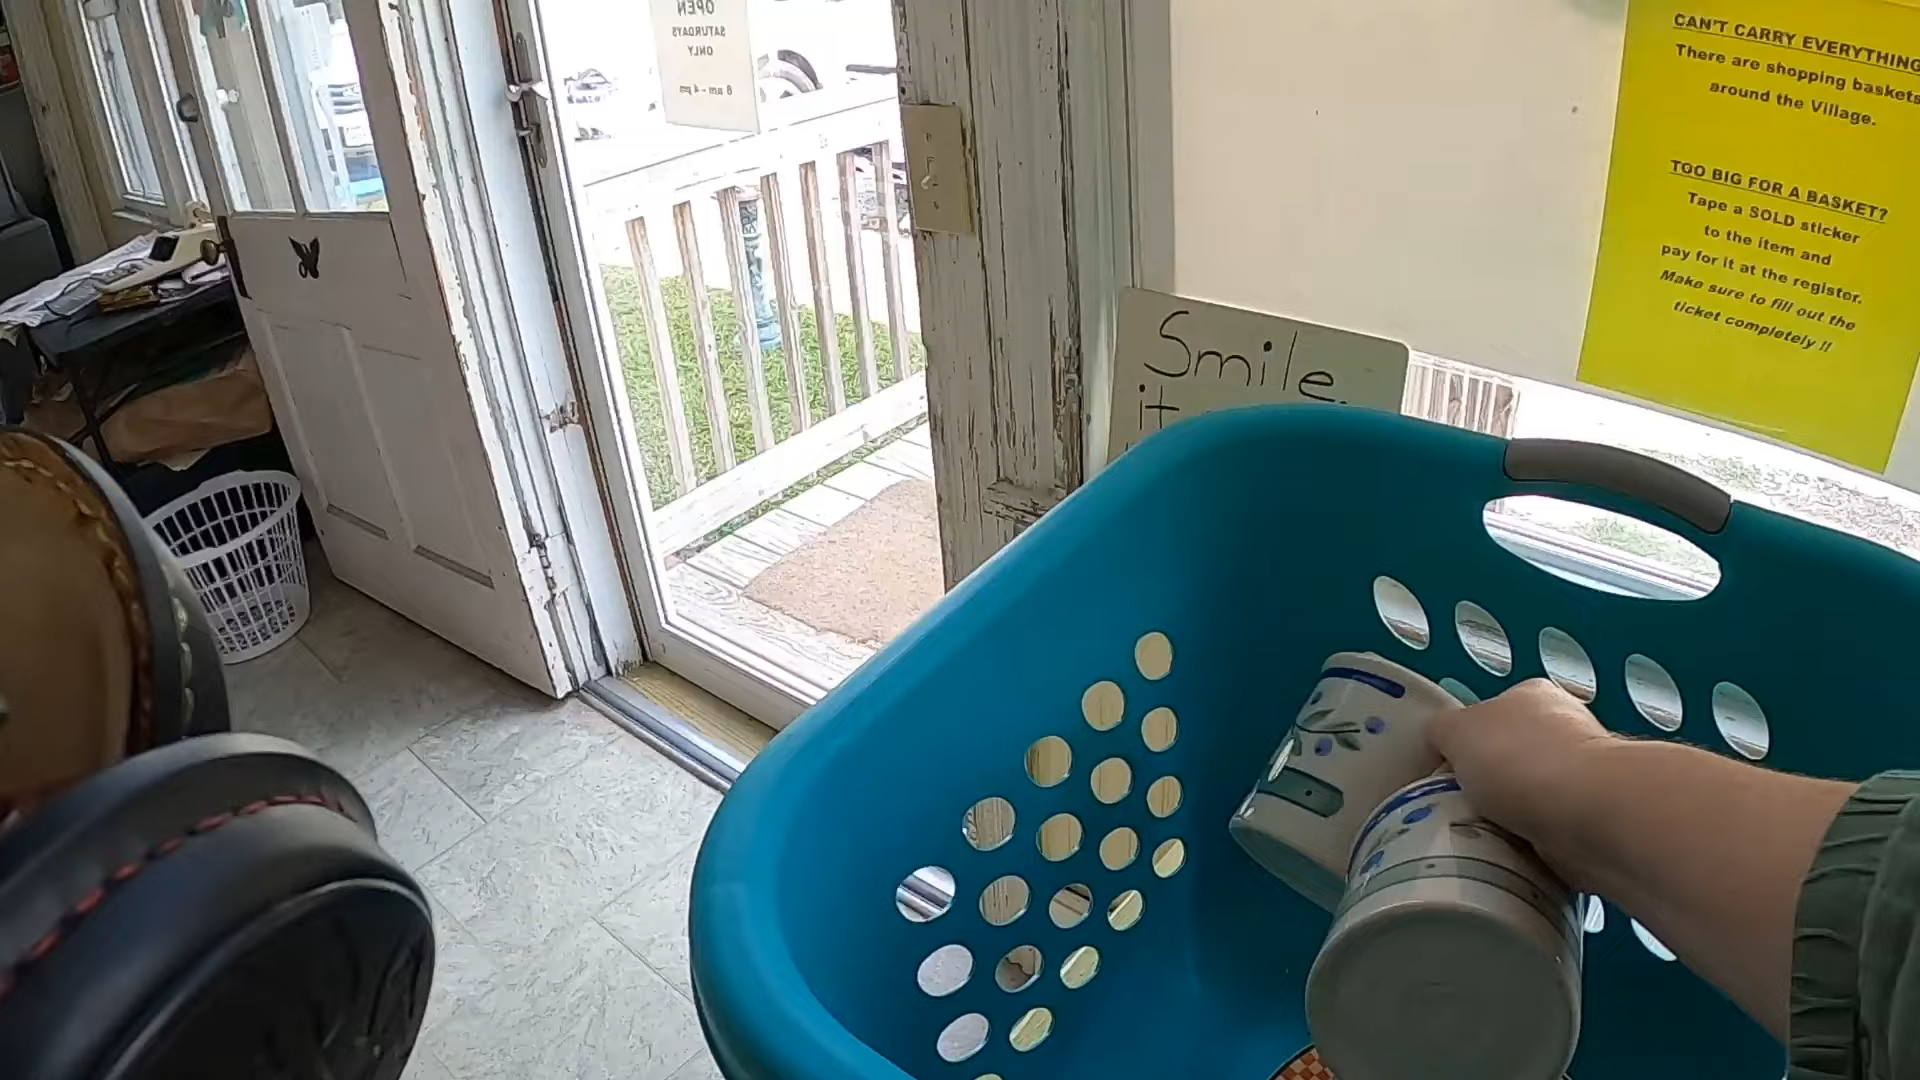 OPEN
SATURDAYS
ONLY
8 am - 4 pm
CAN'T CARRY EVERYTHING
There are shopping baskets
around the Village.
TOO BIG FOR A BASKET?
Tape a SOLD sticker
to the item and
pay for it at the register.
Make sure to fill out the
ticket completely !!
Smile
it